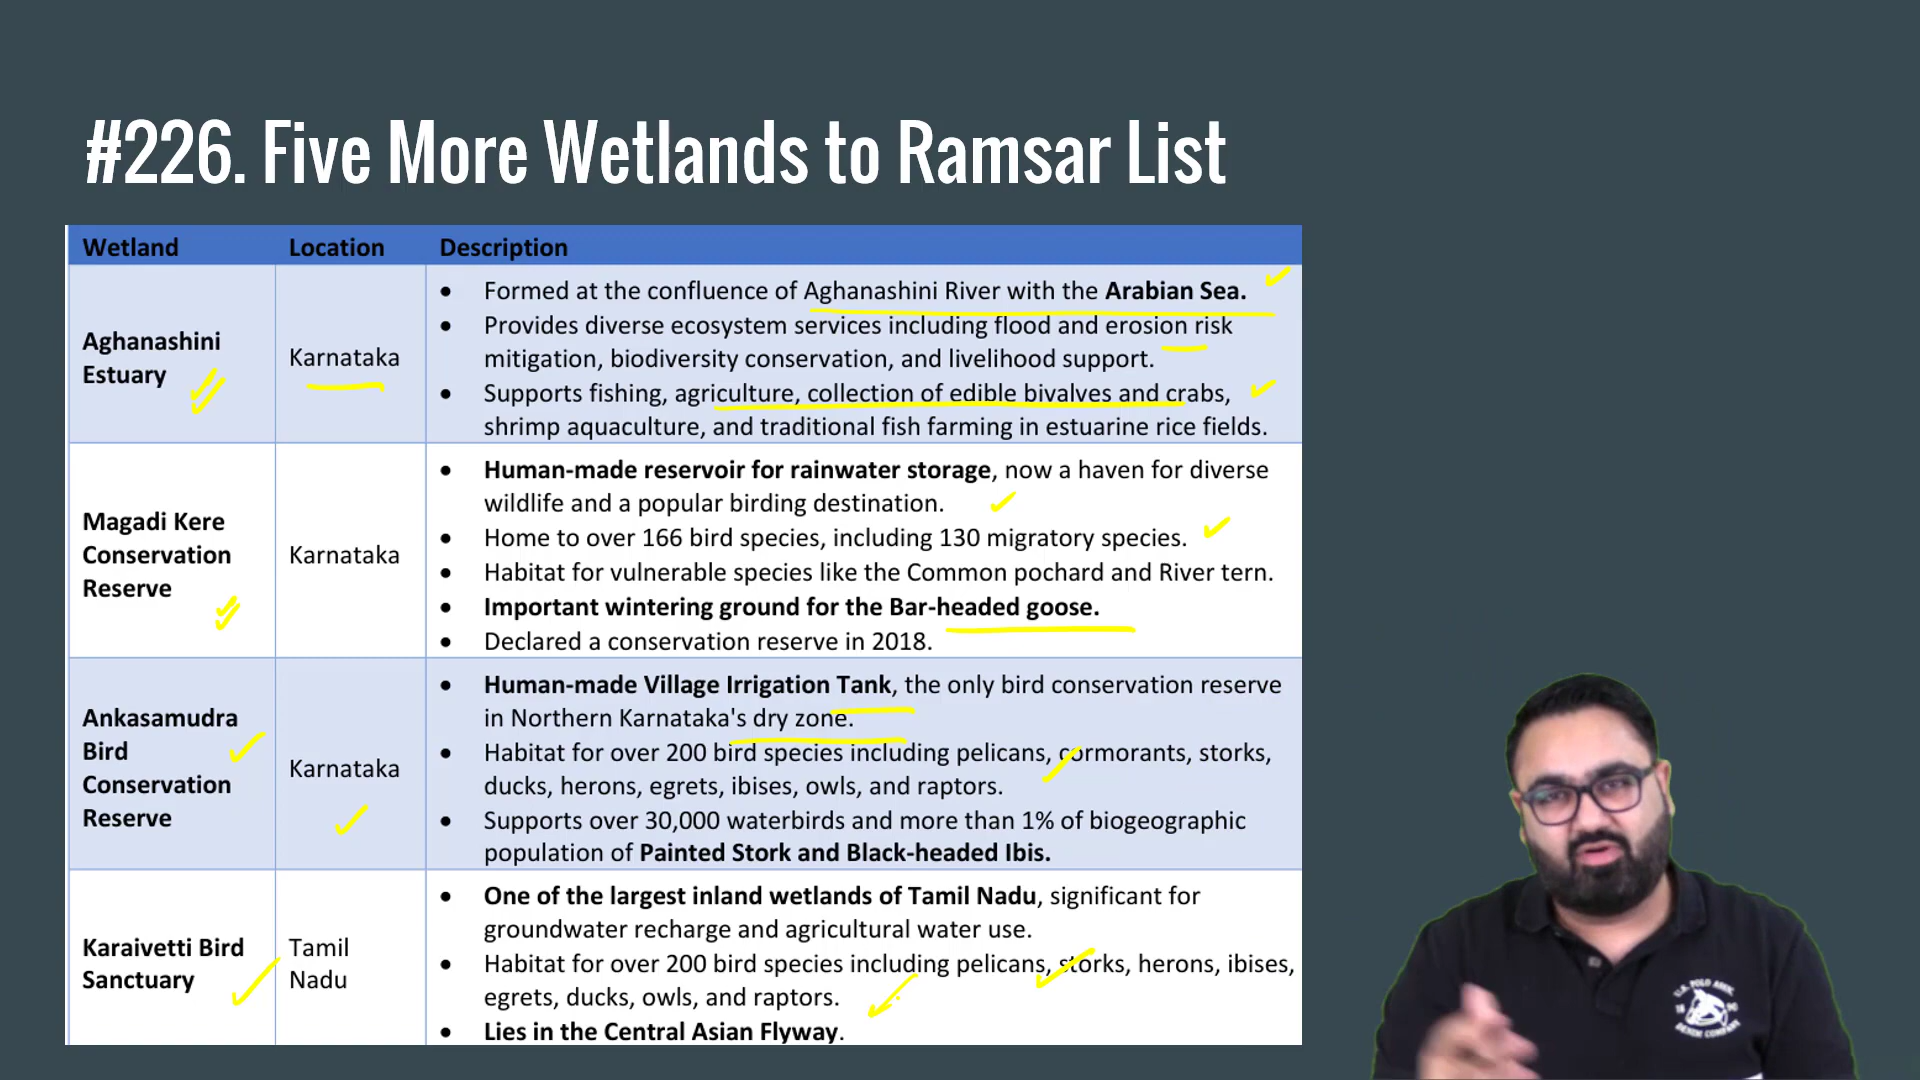 #226. Five More Wetlands to Ramsar List
Wetland Location Description
Aghanashini
Estuary
Karnataka
• Formed at the confluence of Aghanashini River with the Arabian Sea.
• Provides diverse ecosystem services including flood and erosion risk
mitigation, biodiversity conservation, and livelihood support.
• Supports fishing, agriculture, collection of edible bivalves and crabs,
shrimp aquaculture, and traditional fish farming in estuarine rice fields.
Magadi Kere
Conservation
Reserve
Karnataka
• Human-made reservoir for rainwater storage, now a haven for diverse
wildlife and a popular birding destination.
• Home to over 166 bird species, including 130 migratory species.
• Habitat for vulnerable species like the Common pochard and River tern.
• Important wintering ground for the Bar-headed goose.
• Declared a conservation reserve in 2018.
Ankasamudra
Bird
Conservation
Reserve
Karnataka
• Human-made Village Irrigation Tank, the only bird conservation reserve
in Northern Karnataka's dry zone.
• Habitat for over 200 bird species including pelicans, cormorants, storks,
ducks, herons, egrets, ibises, owls, and raptors.
• Supports over 30,000 waterbirds and more than 1% of biogeographic
population of Painted Stork and Black-headed Ibis.
Karaivetti Bird
Sanctuary
Tamil
Nadu
• One of the largest inland wetlands of Tamil Nadu, significant for
groundwater recharge and agricultural water use.
• Habitat for over 200 bird species including pelicans, storks, herons, ibises,
egrets, ducks, owls, and raptors.
• Lies in the Central Asian Flyway.
U.S. POLO ASSN.
18 90
DENIM COMPANY